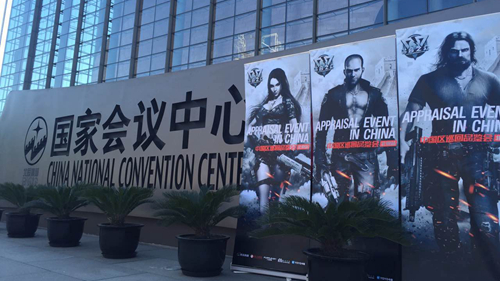 国家会议中心
CHINA NATIONAL CONVENTION CENTE
APPRAISAL EVENT
IN CHINA
APPRAISAL EVENT
IN CHINA
APPRAISAL EVENT
IN CHINA